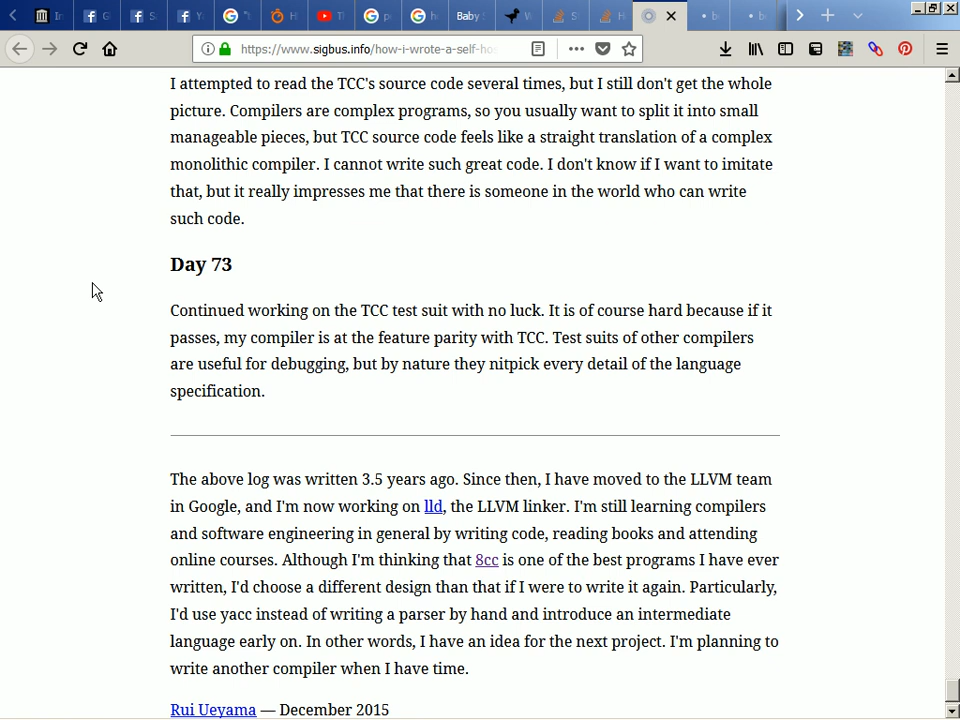 https://www.sigbus.info/how-i-wrote-a-self-hos
I attempted to read the TCC's source code several times, but I still don't get the whole
picture. Compilers are complex programs, so you usually want to split it into small
manageable pieces, but TCC source code feels like a straight translation of a complex
monolithic compiler. I cannot write such great code. I don't know if I want to imitate
that, but it really impresses me that there is someone in the world who can write
such code.
Day 73
Continued working on the TCC test suit with no luck. It is of course hard because if it
passes, my compiler is at the feature parity with TCC. Test suits of other compilers
are useful for debugging, but by nature they nitpick every detail of the language
specification.
The above log was written 3.5 years ago. Since then, I have moved to the LLVM team
in Google, and I'm now working on lld, the LLVM linker. I'm still learning compilers
and software engineering in general by writing code, reading books and attending
online courses. Although I'm thinking that 8cc is one of the best programs I have ever
written, I'd choose a different design than that if I were to write it again. Particularly,
I'd use yacc instead of writing a parser by hand and introduce an intermediate
language early on. In other words, I have an idea for the next project. I'm planning to
write another compiler when I have time.
Rui Ueyama — December 2015